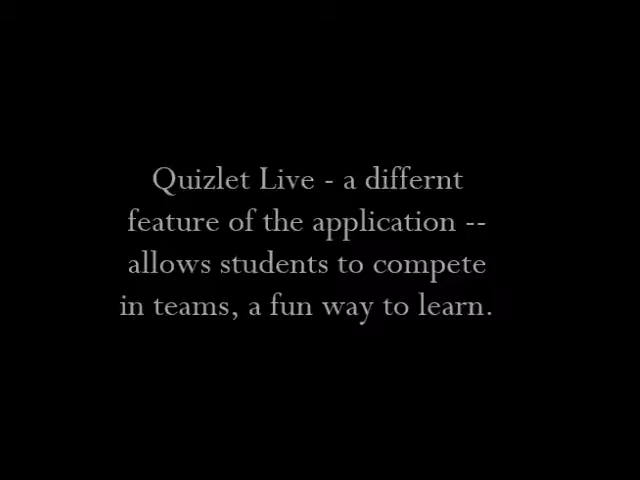 Quizlet Live - a differnt
feature of the application --
allows students to compete
in teams, a fun way to learn.